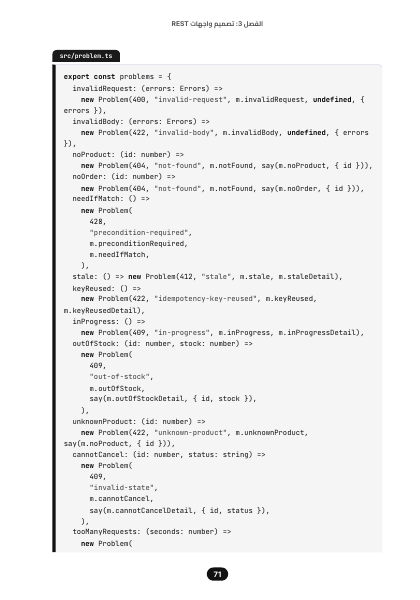 الفصل 3: تصميم واجهات REST
src/problem.ts
export const problems = {
  invalidRequest: (errors: Errors) =>
    new Problem(400, "invalid-request", m.invalidRequest, undefined, {
errors }),
  invalidBody: (errors: Errors) =>
    new Problem(422, "invalid-body", m.invalidBody, undefined, { errors
}),
  noProduct: (id: number) =>
    new Problem(404, "not-found", m.notFound, say(m.noProduct, { id })),
  noOrder: (id: number) =>
    new Problem(404, "not-found", m.notFound, say(m.noOrder, { id })),
  needIfMatch: () =>
    new Problem(
      428,
      "precondition-required",
      m.preconditionRequired,
      m.needIfMatch,
    ),
  stale: () => new Problem(412, "stale", m.stale, m.staleDetail),
  keyReused: () =>
    new Problem(422, "idempotency-key-reused", m.keyReused,
m.keyReusedDetail),
  inProgress: () =>
    new Problem(409, "in-progress", m.inProgress, m.inProgressDetail),
  outOfStock: (id: number, stock: number) =>
    new Problem(
      409,
      "out-of-stock",
      m.outOfStock,
      say(m.outOfStockDetail, { id, stock }),
    ),
  unknownProduct: (id: number) =>
    new Problem(422, "unknown-product", m.unknownProduct,
say(m.noProduct, { id })),
  cannotCancel: (id: number, status: string) =>
    new Problem(
      409,
      "invalid-state",
      m.cannotCancel,
      say(m.cannotCancelDetail, { id, status }),
    ),
  tooManyRequests: (seconds: number) =>
    new Problem(
71